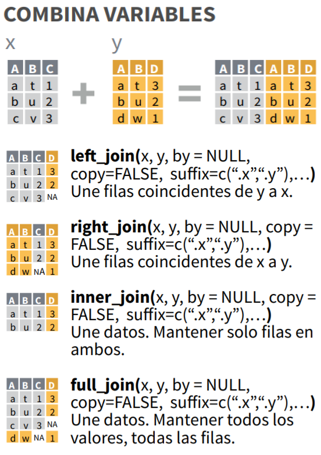 COMBINA VARIABLES
x y
A B C A B D A B C A B D
a t 1 a t 3 a t 1 a t 3
b u 2 + b u 2 = b u 2 b u 2
c v 3 d w 1 c v 3 d w 1
A B C D
a t 1 3
b u 2 2
c v 3 NA
left_join(x, y, by = NULL,
copy=FALSE, suffix=c(“.x”,“.y”),…)
Une filas coincidentes de y a x.
A B C D
a t 1 3
b u 2 2
d w NA 1
right_join(x, y, by = NULL, copy =
FALSE, suffix=c(“.x”,“.y”),…)
Une filas coincidentes de x a y.
A B C D
a t 1 3
b u 2 2
inner_join(x, y, by = NULL, copy =
FALSE, suffix=c(“.x”,“.y”),…)
Une datos. Mantener solo filas en
ambos.
A B C D
a t 1 3
b u 2 2
c v 3 NA
d w NA 1
full_join(x, y, by = NULL,
copy=FALSE, suffix=c(“.x”,“.y”),…)
Une datos. Mantener todos los
valores, todas las filas.